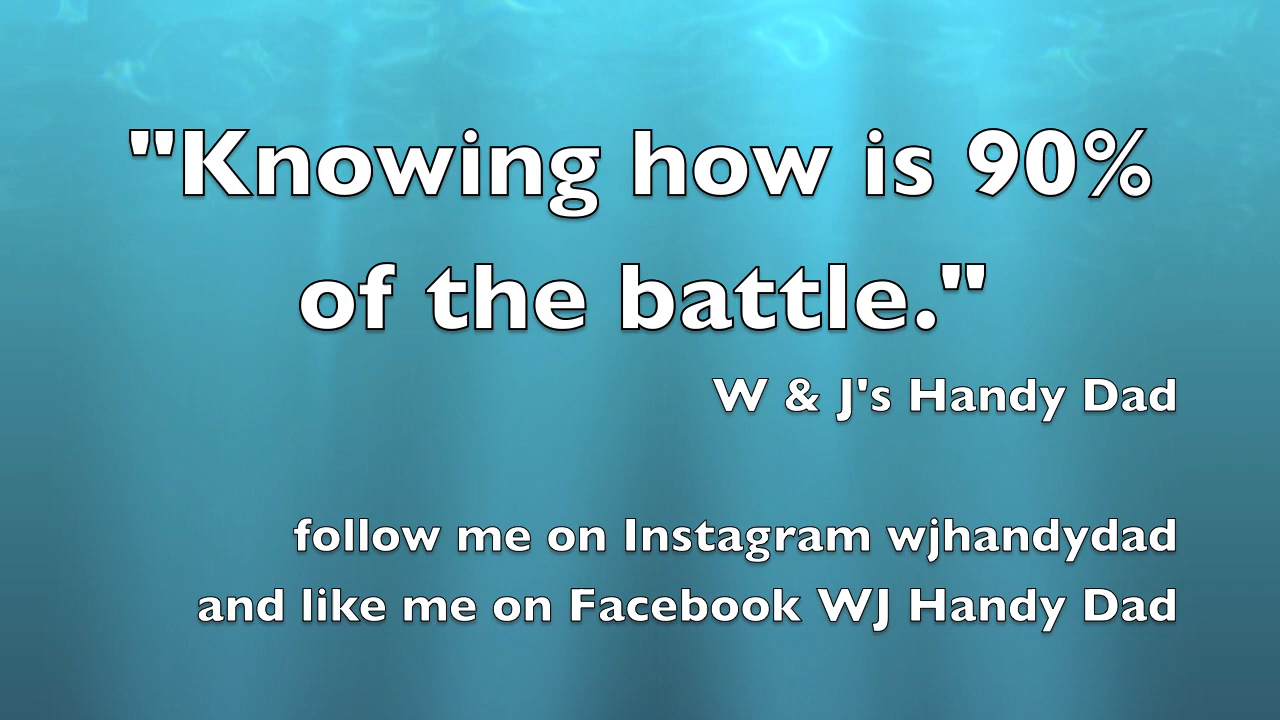 "Knowing how is 90%
of the battle."
W & J's Handy Dad
follow me on Instagram wjhandydad
and like me on Facebook WJ Handy Dad